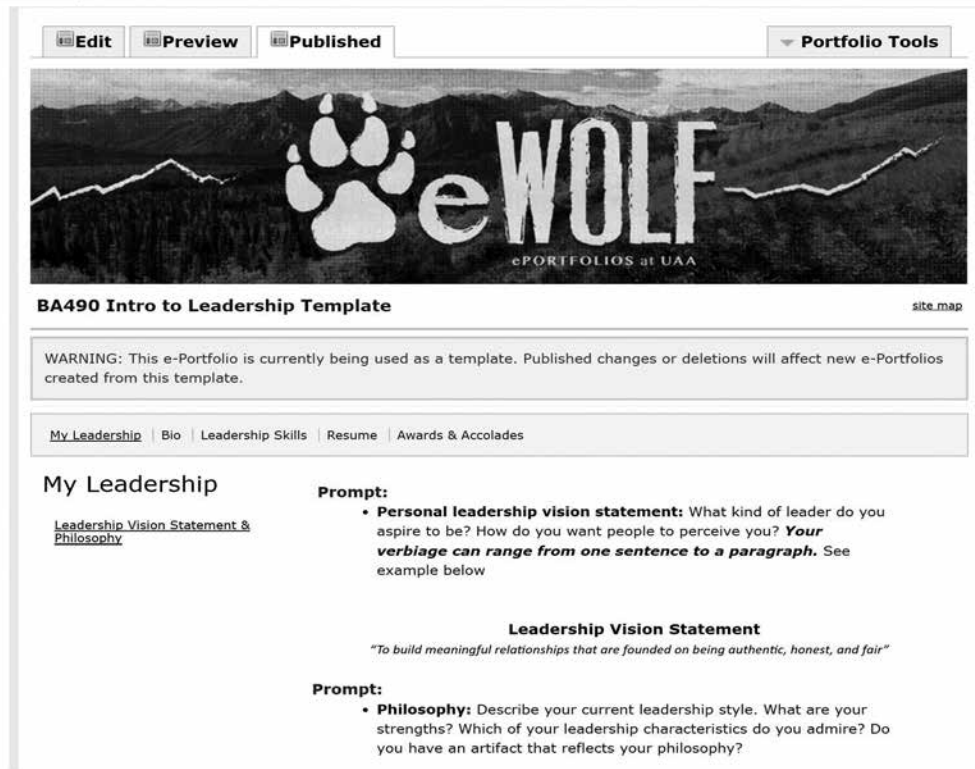 Edit Preview Published Portfolio Tools
eWOLF
ePORTFOLIOS at UAA
BA490 Intro to Leadership Template site map
WARNING: This e-Portfolio is currently being used as a template. Published changes or deletions will affect new e-Portfolios
created from this template.
My Leadership | Bio | Leadership Skills | Resume | Awards & Accolades
My Leadership
Leadership Vision Statement &
Philosophy
Prompt:
• Personal leadership vision statement: What kind of leader do you
aspire to be? How do you want people to perceive you? Your
verbiage can range from one sentence to a paragraph. See
example below
Leadership Vision Statement
“To build meaningful relationships that are founded on being authentic, honest, and fair”
Prompt:
• Philosophy: Describe your current leadership style. What are your
strengths? Which of your leadership characteristics do you admire? Do
you have an artifact that reflects your philosophy?